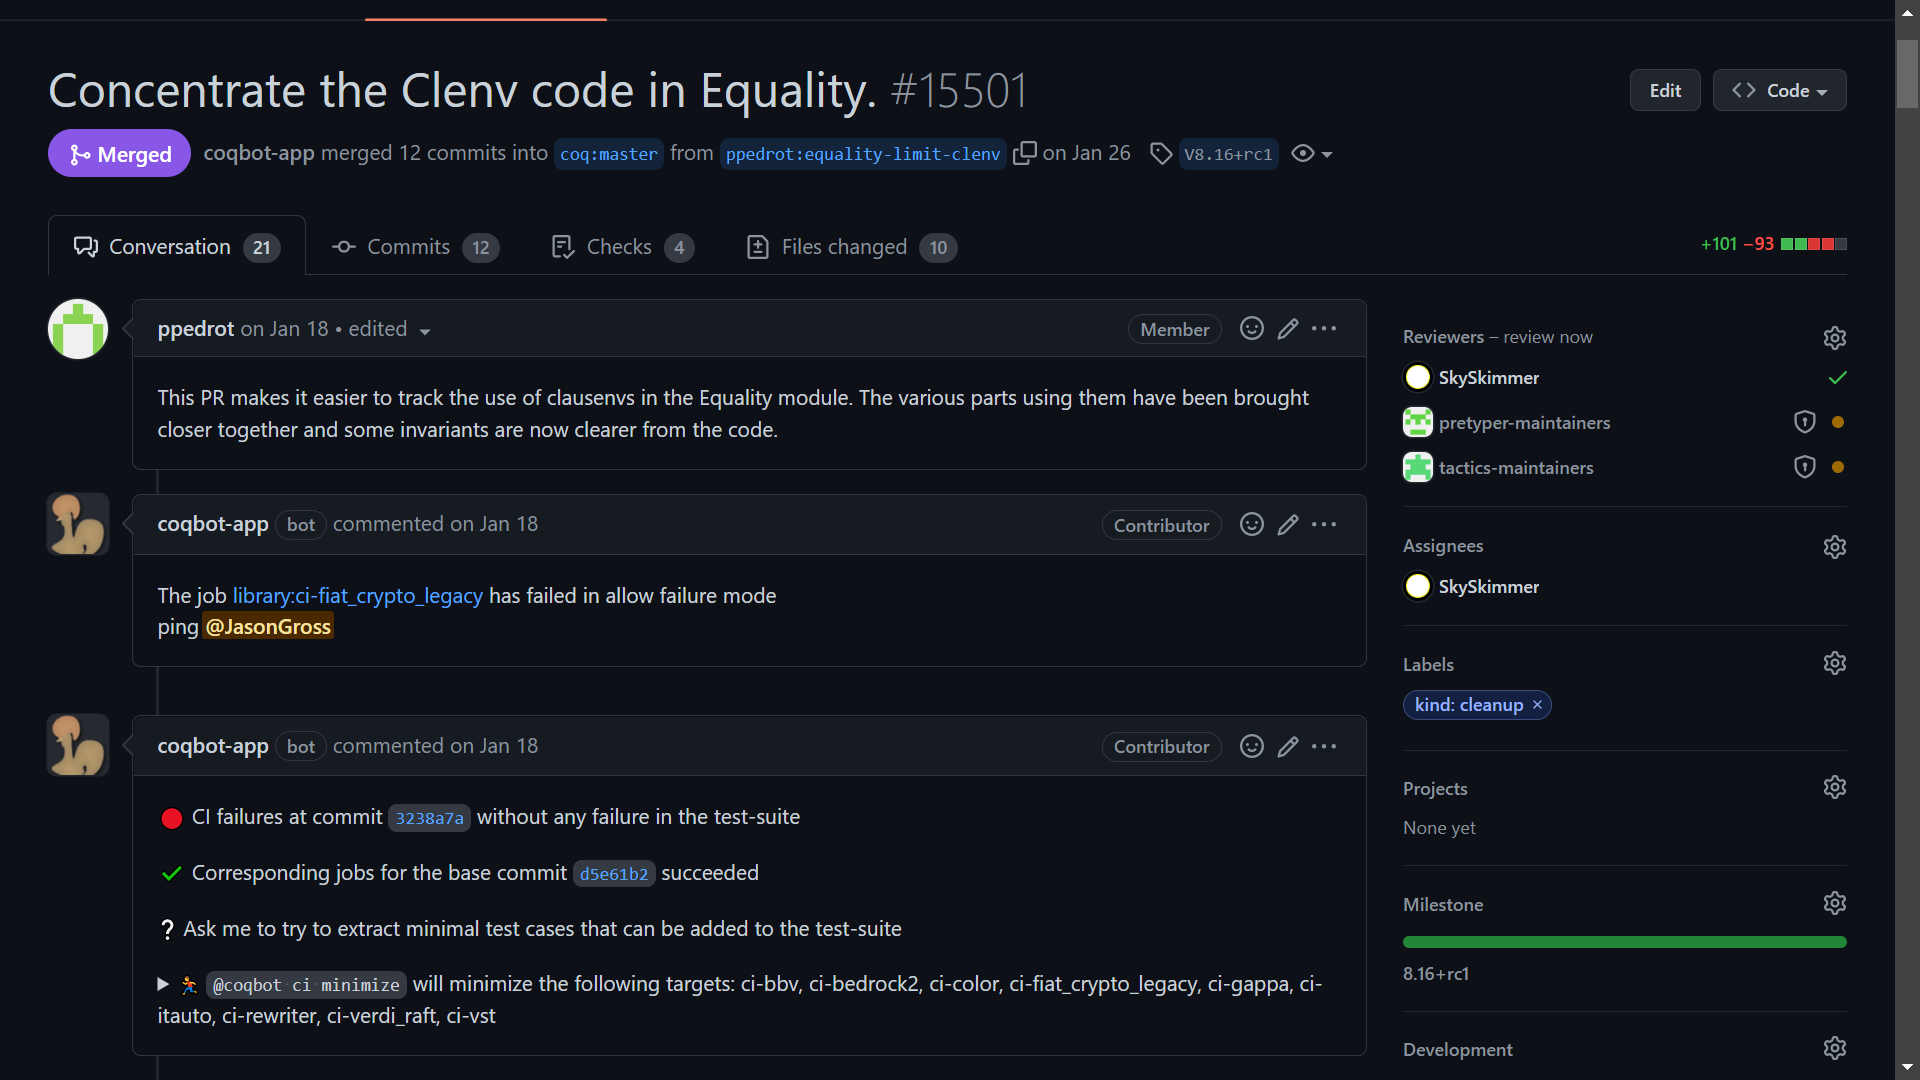 Concentrate the Clenv code in Equality. #15501
Edit
Code
Merged
coqbot-app merged 12 commits into coq:master from ppedrot:equality-limit-clenv on Jan 26
V8.16+rc1
Conversation 21
Commits 12
Checks 4
Files changed 10
+101 −93
ppedrot on Jan 18 • edited
Member
This PR makes it easier to track the use of clausenvs in the Equality module. The various parts using them have been brought
closer together and some invariants are now clearer from the code.
coqbot-app bot commented on Jan 18
Contributor
The job library:ci-fiat_crypto_legacy has failed in allow failure mode
ping @JasonGross
coqbot-app bot commented on Jan 18
Contributor
CI failures at commit 3238a7a without any failure in the test-suite
Corresponding jobs for the base commit d5e61b2 succeeded
? Ask me to try to extract minimal test cases that can be added to the test-suite
@coqbot ci minimize will minimize the following targets: ci-bbv, ci-bedrock2, ci-color, ci-fiat_crypto_legacy, ci-gappa, ci-
itauto, ci-rewriter, ci-verdi_raft, ci-vst
Reviewers – review now
SkySkimmer
pretyper-maintainers
tactics-maintainers
Assignees
SkySkimmer
Labels
kind: cleanup ×
Projects
None yet
Milestone
8.16+rc1
Development